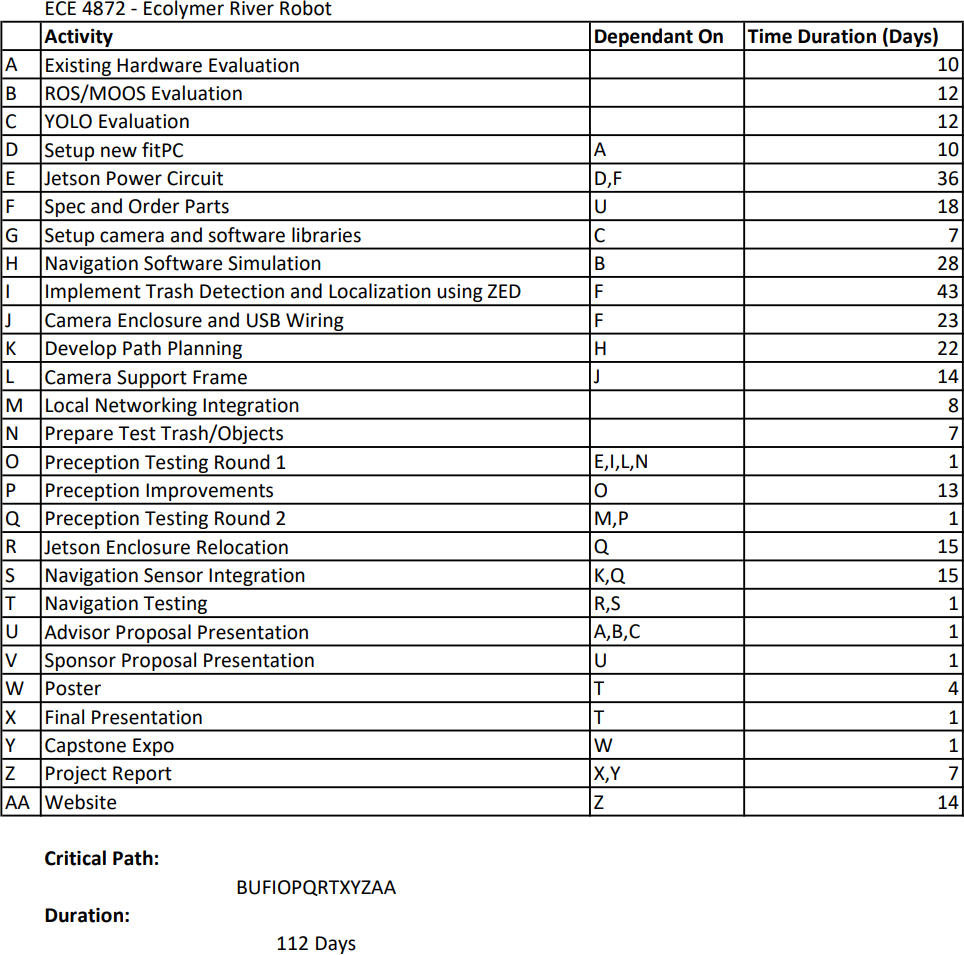 ECE 4872 - Ecolymer River Robot
Activity Dependant On Time Duration (Days)
A Existing Hardware Evaluation 10
B ROS/MOOS Evaluation 12
C YOLO Evaluation 12
D Setup new fitPC A 10
E Jetson Power Circuit D,F 36
F Spec and Order Parts U 18
G Setup camera and software libraries C 7
H Navigation Software Simulation B 28
I Implement Trash Detection and Localization using ZED F 43
J Camera Enclosure and USB Wiring F 23
K Develop Path Planning H 22
L Camera Support Frame J 14
M Local Networking Integration 8
N Prepare Test Trash/Objects 7
O Preception Testing Round 1 E,I,L,N 1
P Preception Improvements O 13
Q Preception Testing Round 2 M,P 1
R Jetson Enclosure Relocation Q 15
S Navigation Sensor Integration K,Q 15
T Navigation Testing R,S 1
U Advisor Proposal Presentation A,B,C 1
V Sponsor Proposal Presentation U 1
W Poster T 4
X Final Presentation T 1
Y Capstone Expo W 1
Z Project Report X,Y 7
AA Website Z 14
Critical Path:
BUFIOPQRTXYZAA
Duration:
112 Days